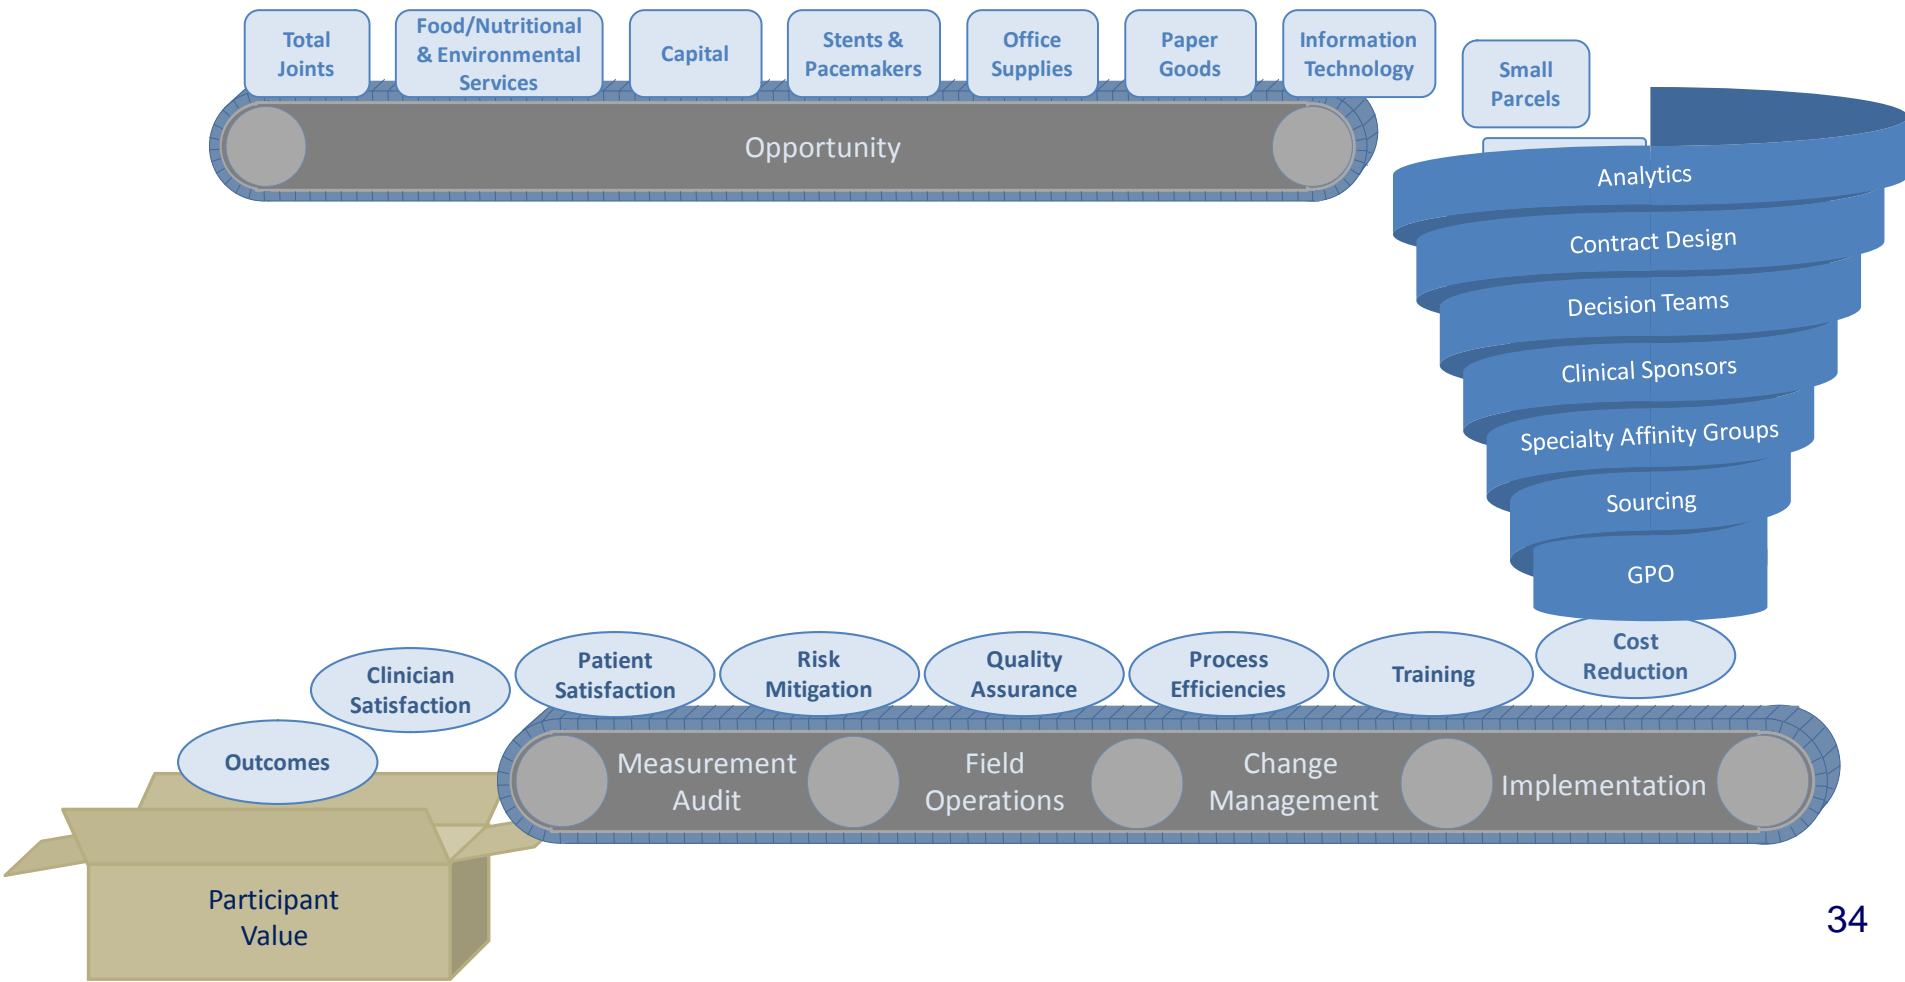 Total
Joints
Food/Nutritional
& Environmental
Services
Capital
Stents &
Pacemakers
Office
Supplies
Paper
Goods
Information
Technology
Small
Parcels
Opportunity
Analytics
Contract Design
Decision Teams
Clinical Sponsors
Specialty Affinity Groups
Sourcing
GPO
Cost
Reduction
Training
Process
Efficiencies
Quality
Assurance
Risk
Mitigation
Patient
Satisfaction
Clinician
Satisfaction
Outcomes
Measurement
Audit
Field
Operations
Change
Management
Implementation
Participant
Value
34